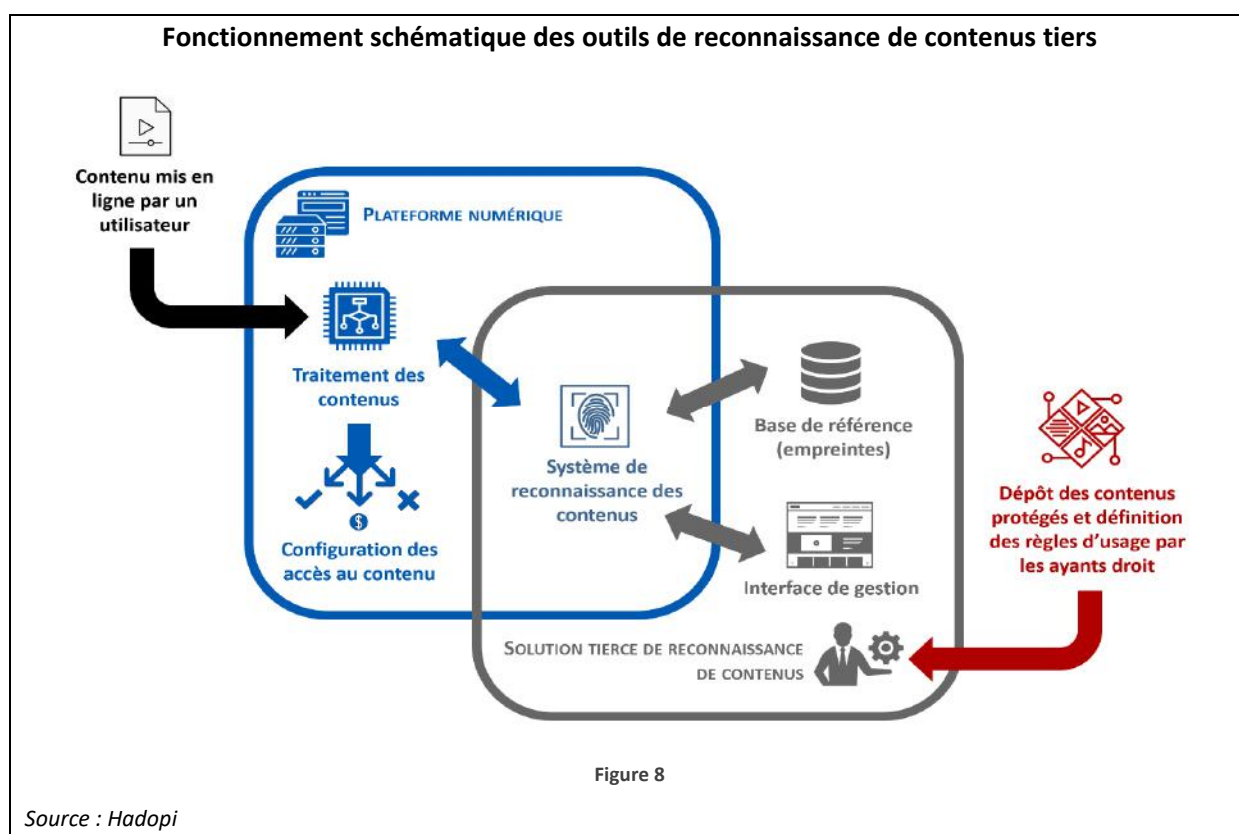 Fonctionnement schématique des outils de reconnaissance de contenus tiers
Contenu mis en
ligne par un
utilisateur
PLATEFORME NUMÉRIQUE
Traitement des
contenus
$
Configuration des
accès au contenu
Système de
reconnaissance des
contenus
Base de référence
(empreintes)
Interface de gestion
SOLUTION TIERCE DE RECONNAISSANCE
DE CONTENUS
Dépôt des contenus
protégés et définition
des règles d'usage par
les ayants droit
Figure 8
Source : Hadopi